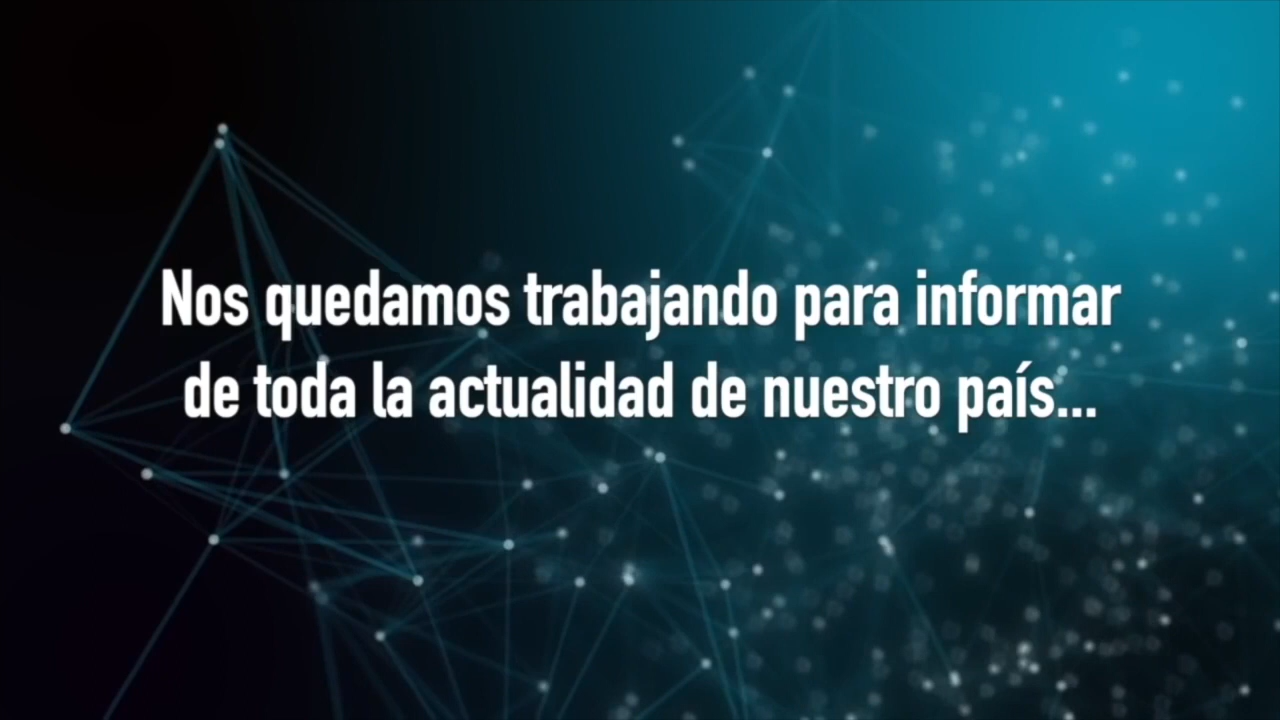 Nos quedamos trabajando para informar
de toda la actualidad de nuestro país...